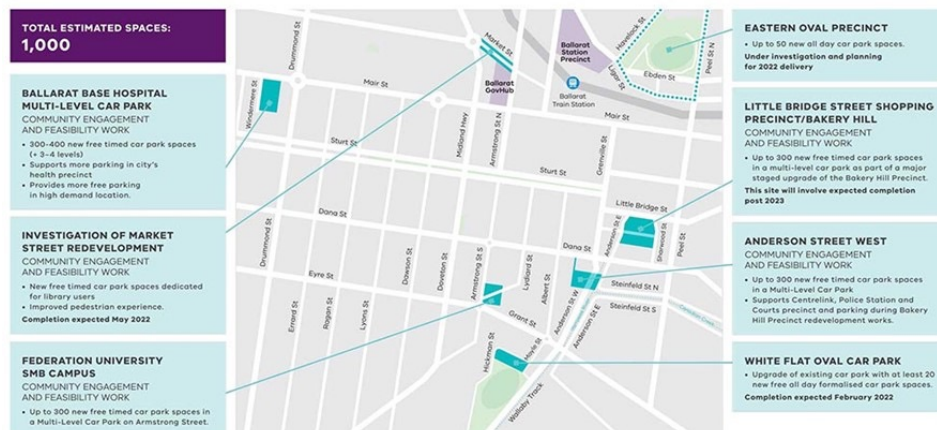 TOTAL ESTIMATED SPACES:
1,000
BALLARAT BASE HOSPITAL
MULTI-LEVEL CAR PARK
COMMUNITY ENGAGEMENT
AND FEASIBILITY WORK
• 300-400 new free timed car park spaces
(+ 3-4 levels)
• Supports more parking in city's
health precinct
• Provides more free parking
in high demand location.
INVESTIGATION OF MARKET
STREET REDEVELOPMENT
COMMUNITY ENGAGEMENT
AND FEASIBILITY WORK
• New free timed car park spaces dedicated
for library users
• Improved pedestrian experience.
Completion expected May 2022
FEDERATION UNIVERSITY
SMB CAMPUS
COMMUNITY ENGAGEMENT
AND FEASIBILITY WORK
• Up to 300 new free timed car park spaces in
a Multi-Level Car Park on Armstrong Street.
Drummond St
Market St
Ballarat
GovHub
Ballarat
Station
Precinct
Ballarat
Train Station
Havelock St
Peel St N
Ebden St
Lygar St
Windermere St
Mair St
Mair St
Midland Hwy
Armstrong St N
Grenville St
Sturt St
Sturt St
Little Bridge St
Dana St
Dana St
Drummond St
Eyre St
Errard St
Raglan St
Lyons St
Dawson St
Doveton St
Armstrong St S
Lydiard St
Albert St
Anderson St E
Sherwood St
Peel St
Steinfeld St N
Steinfeld St S
Anderson St W
Anderson St E
Grant St
Hickman St
Hoyle St
Wallaby Track
EASTERN OVAL PRECINCT
• Up to 50 new all day car park spaces.
Under investigation and planning
for 2022 delivery
LITTLE BRIDGE STREET SHOPPING
PRECINCT/BAKERY HILL
COMMUNITY ENGAGEMENT
AND FEASIBILITY WORK
• Up to 300 new free timed car park spaces
in a multi-level car park as part of a major
staged upgrade of the Bakery Hill Precinct.
This site will involve expected completion
post 2023
ANDERSON STREET WEST
COMMUNITY ENGAGEMENT
AND FEASIBILITY WORK
• Up to 300 new free timed car park spaces
in a Multi-Level Car Park
• Supports Centrelink, Police Station and
Courts precinct and parking during Bakery
Hill Precinct redevelopment works.
WHITE FLAT OVAL CAR PARK
• Upgrade of existing car park with at least 20
new free all day formalised car park spaces.
Completion expected February 2022